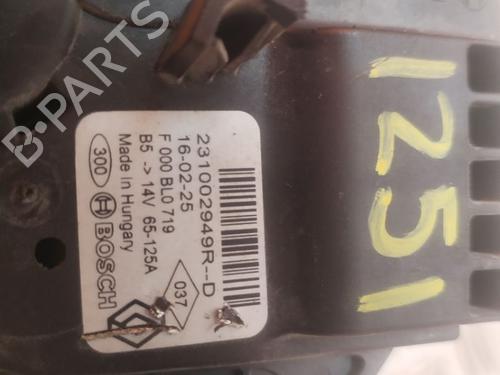 231002949R--D
16-02-25
F 000 BL0 719
B5 -> 14V 65-125A
Made In Hungary
300 BOSCH
037
1251
B-PARTS